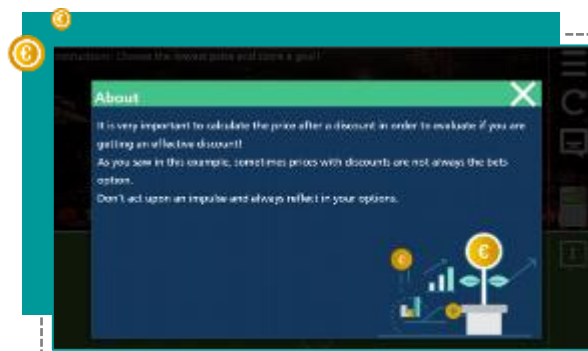 Instructions: Choose the lowest price and score a goal!
About
It is very important to calculate the price after a discount in order to evaluate if you are
getting an effective discount!
As you saw in this example, sometimes prices with discounts are not always the bets
option.
Don't act upon an impulse and always reflect in your options.